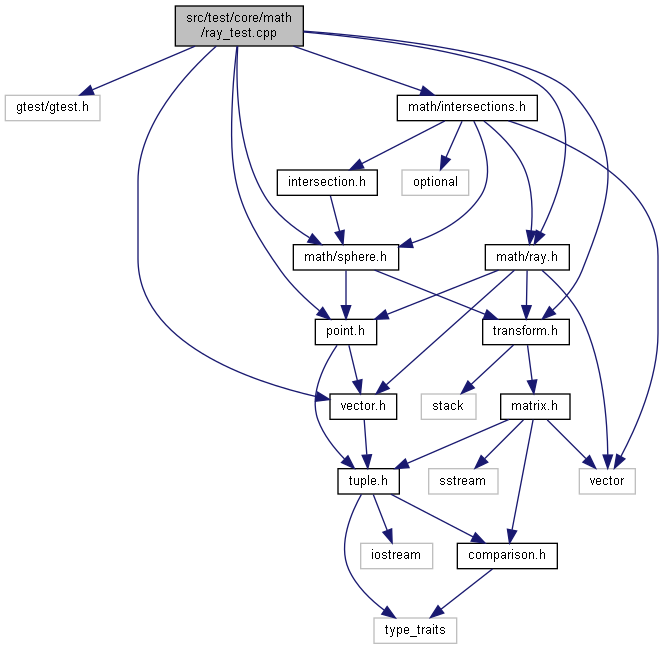 src/test/core/math
/ray_test.cpp
gtest/gtest.h
math/intersections.h
intersection.h
optional
math/sphere.h
math/ray.h
point.h
transform.h
vector.h
stack
matrix.h
tuple.h
sstream
vector
iostream
comparison.h
type_traits